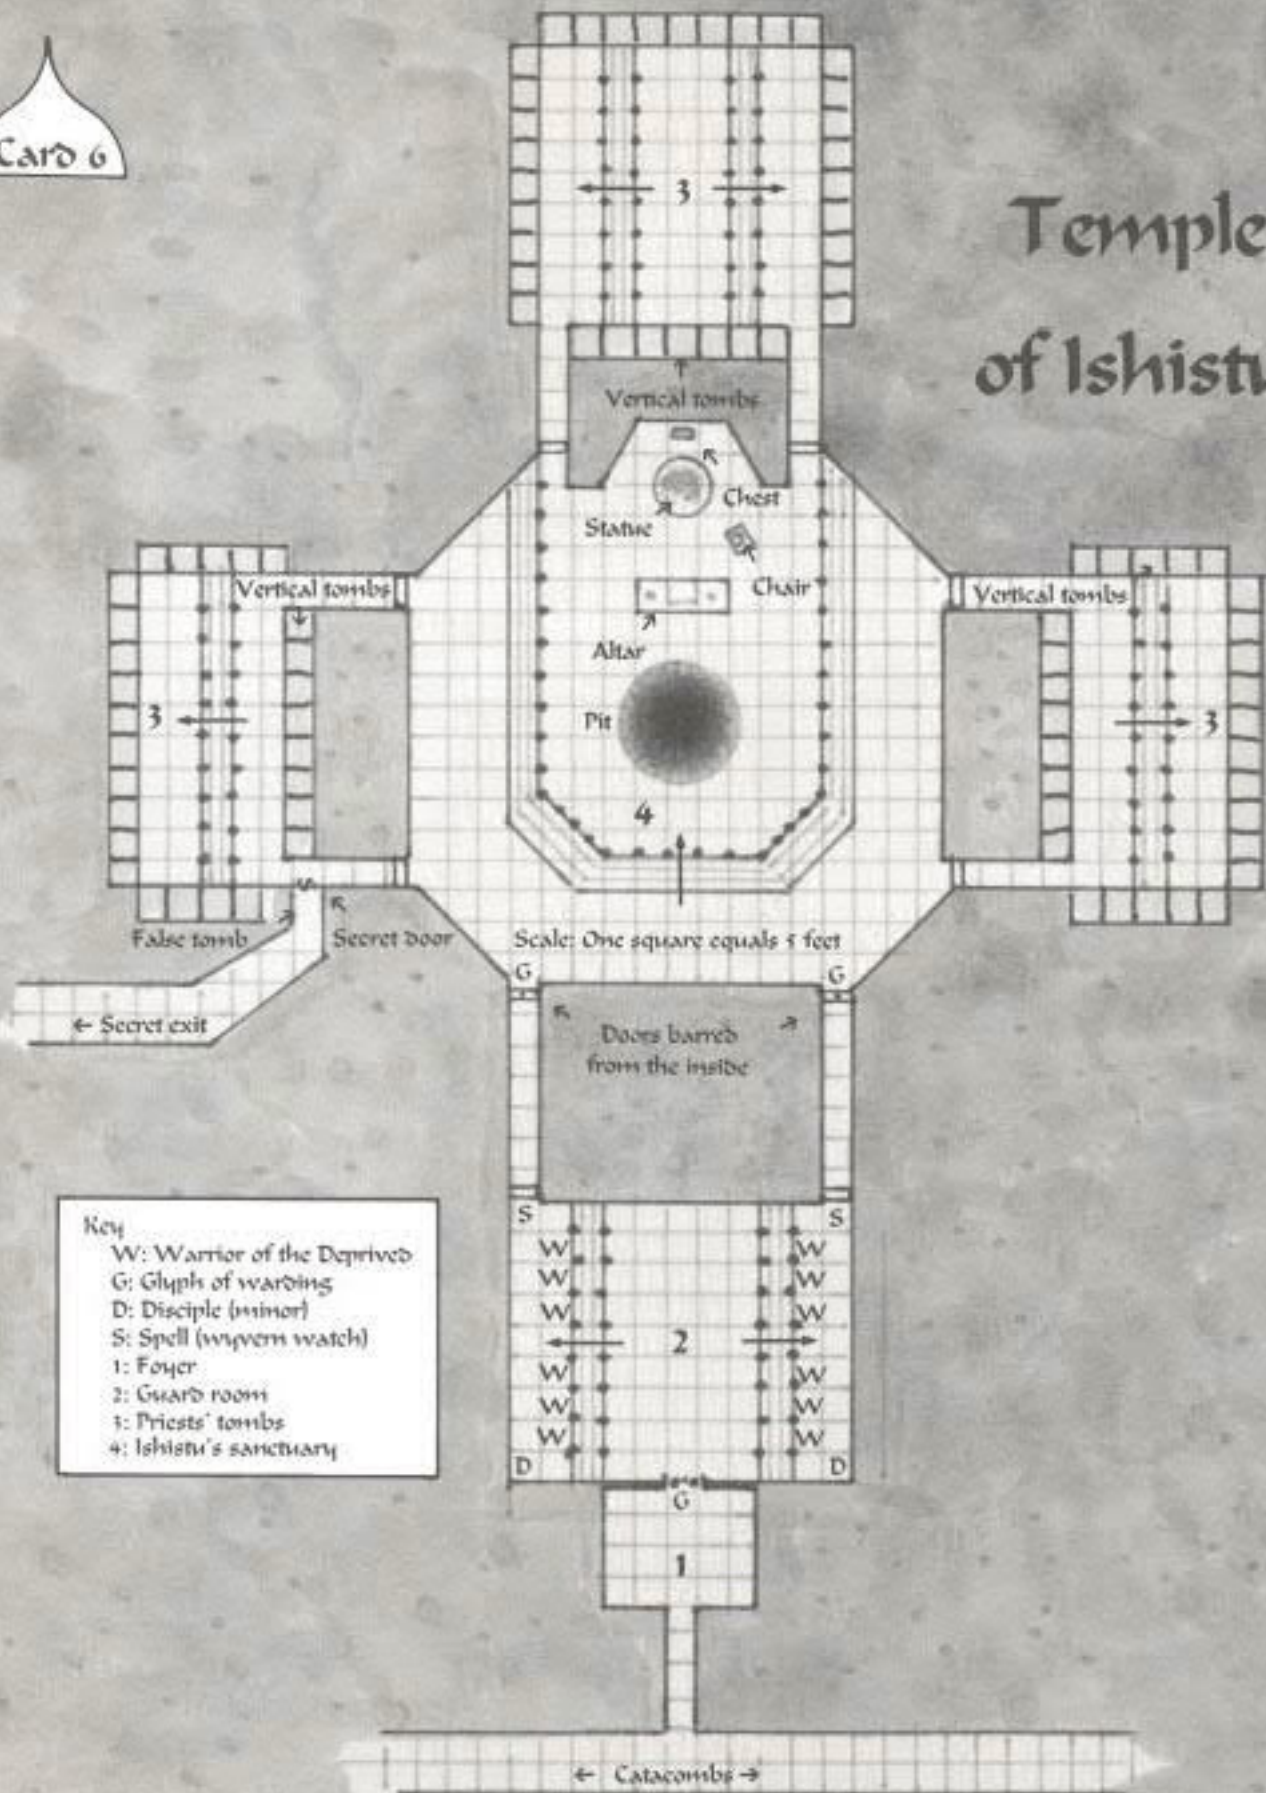 Card 6
Temple
of Ishistu
3
Vertical tombs
Chest
Statue
Chair
Altar
Pit
4
Vertical tombs
3
Vertical tombs
3
False tomb
Secret door
← Secret exit
Scale: One square equals 5 feet
G
G
Doors barred
from the inside
S
S
W
W
W
W
W
W
2
W
W
W
W
W
W
D
D
G
1
← Catacombs →
Key
W: Warrior of the Deprived
G: Glyph of warding
D: Disciple (minor)
S: Spell (wyvern watch)
1: Foyer
2: Guard room
3: Priests' tombs
4: Ishistu's sanctuary
S